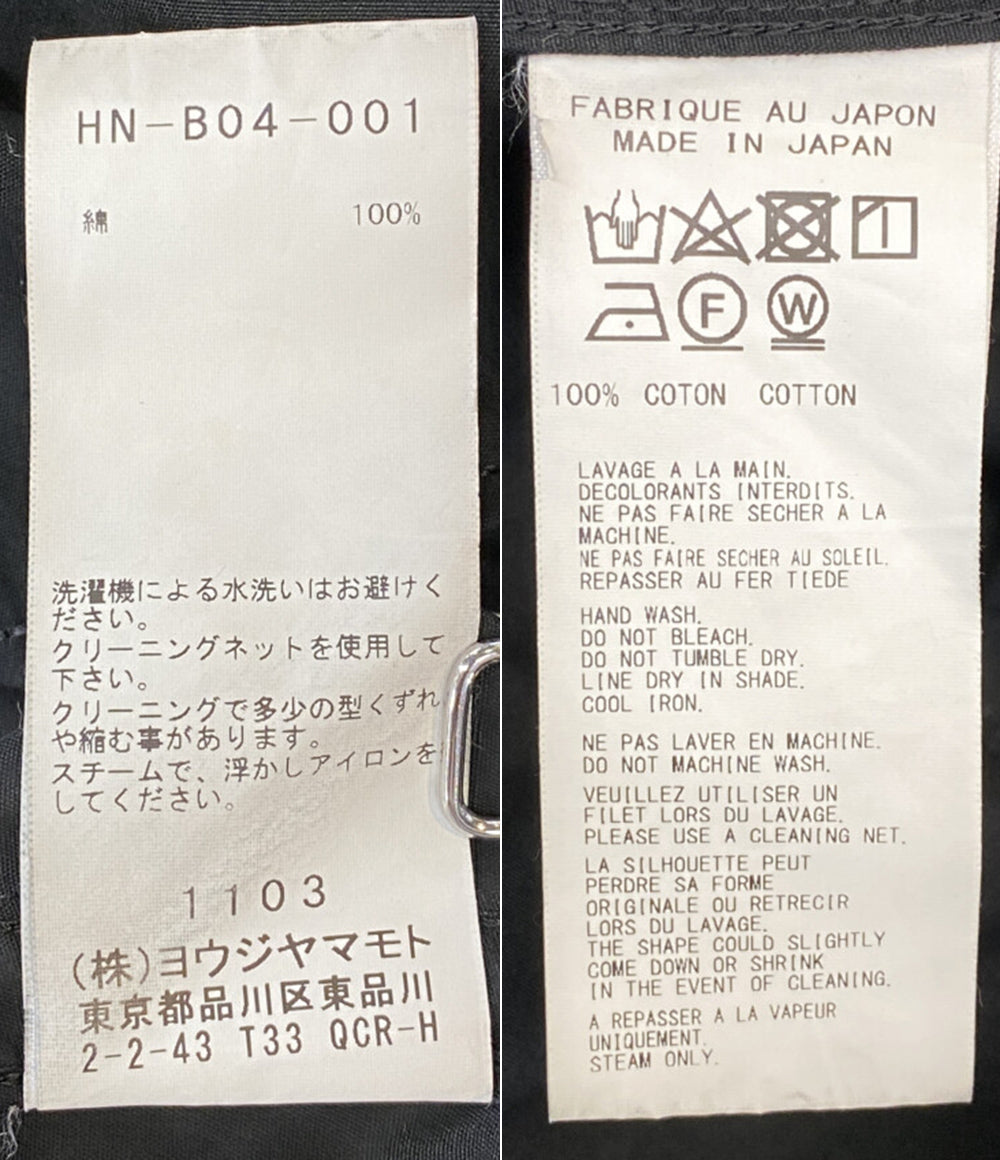 HN-B04-001
綿 100%
洗濯機による水洗いはお避けく
ださい。
クリーニングネットを使用して
下さい。
クリーニングで多少の型くずれ
や縮む事があります。
スチームで、浮かしアイロンを
してください。
1103
(株)ヨウジヤマモト
東京都品川区東品川
2-2-43 T33 QCR-H
FABRIQUE AU JAPON
MADE IN JAPAN
F W
100% COTON COTTON
LAVAGE A LA MAIN.
DECOLORANTS INTERDITS.
NE PAS FAIRE SECHER A LA
MACHINE.
NE PAS FAIRE SECHER AU SOLEIL.
REPASSER AU FER TIEDE
HAND WASH.
DO NOT BLEACH.
DO NOT TUMBLE DRY.
LINE DRY IN SHADE.
COOL IRON.
NE PAS LAVER EN MACHINE.
DO NOT MACHINE WASH.
VEUILLEZ UTILISER UN
FILET LORS DU LAVAGE.
PLEASE USE A CLEANING NET.
LA SILHOUETTE PEUT
PERDRE SA FORME
ORIGINALE OU RETRECIR
LORS DU LAVAGE.
THE SHAPE COULD SLIGHTLY
COME DOWN OR SHRINK
IN THE EVENT OF CLEANING.
A REPASSER A LA VAPEUR
UNIQUEMENT.
STEAM ONLY.